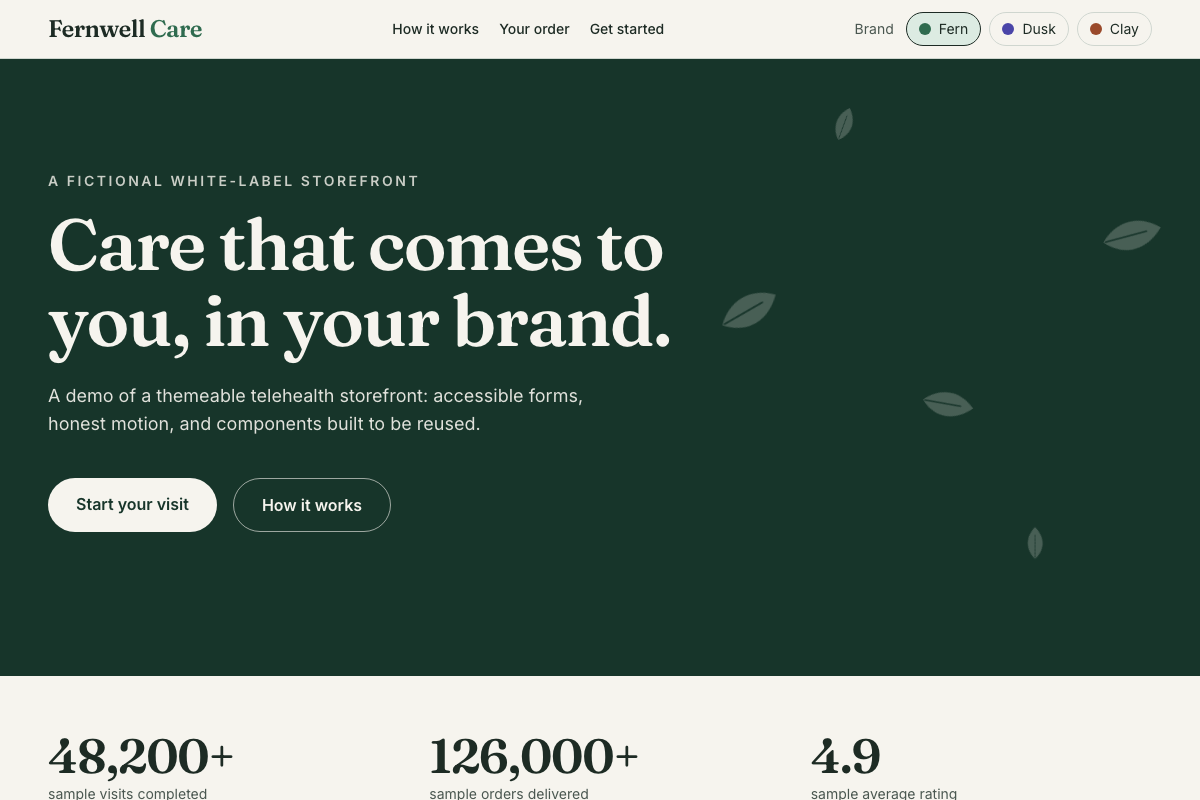 Fernwell Care
How it works
Your order
Get started
Brand
Fern
Dusk
Clay
A FICTIONAL WHITE-LABEL STOREFRONT
Care that comes to
you, in your brand.
A demo of a themeable telehealth storefront: accessible forms,
honest motion, and components built to be reused.
Start your visit
How it works
48,200+
sample visits completed
126,000+
sample orders delivered
4.9
sample average rating